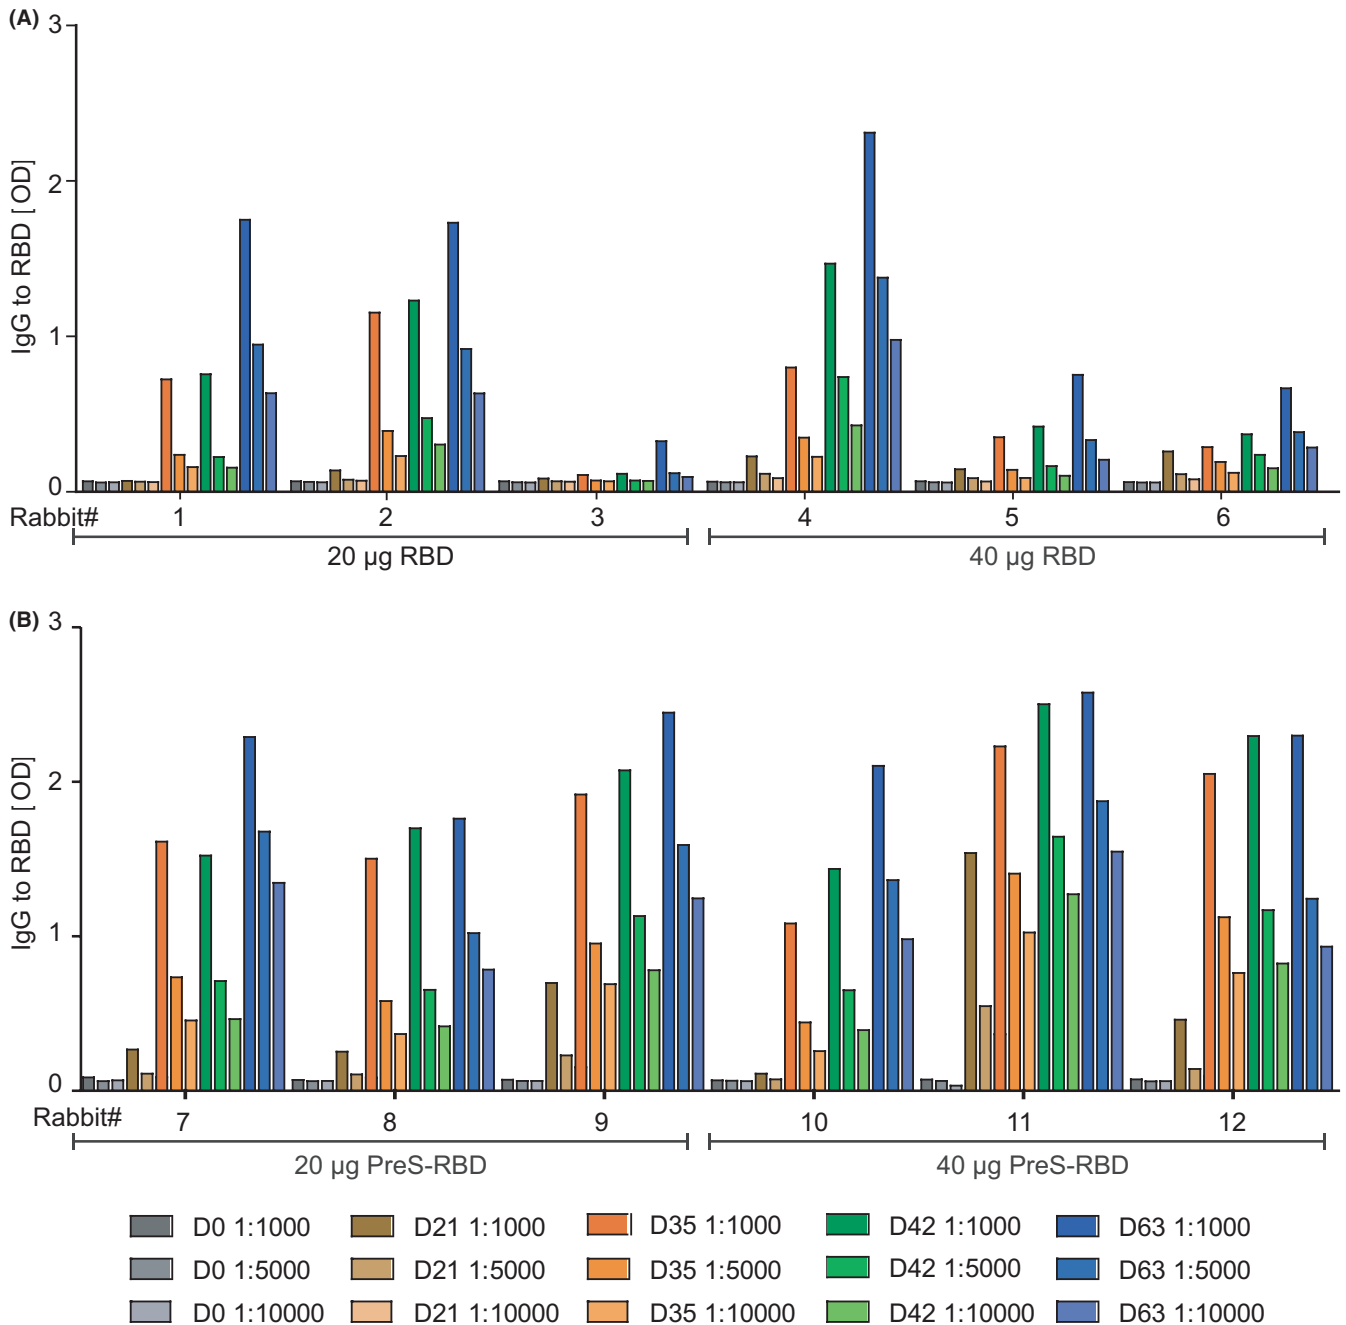 (A)
3
2
1
0
IgG to RBD [ OD]
Rabbit# 1 2 3 4 5 6
20 µg RBD 40 µg RBD
(B)
3
2
1
0
IgG to RBD [ OD]
Rabbit# 7 8 9 10 11 12
20 µg PreS-RBD 40 µg PreS-RBD
D0 1:1000 D21 1:1000 D35 1:1000 D42 1:1000 D63 1:1000
D0 1:5000 D21 1:5000 D35 1:5000 D42 1:5000 D63 1:5000
D0 1:10000 D21 1:10000 D35 1:10000 D42 1:10000 D63 1:10000